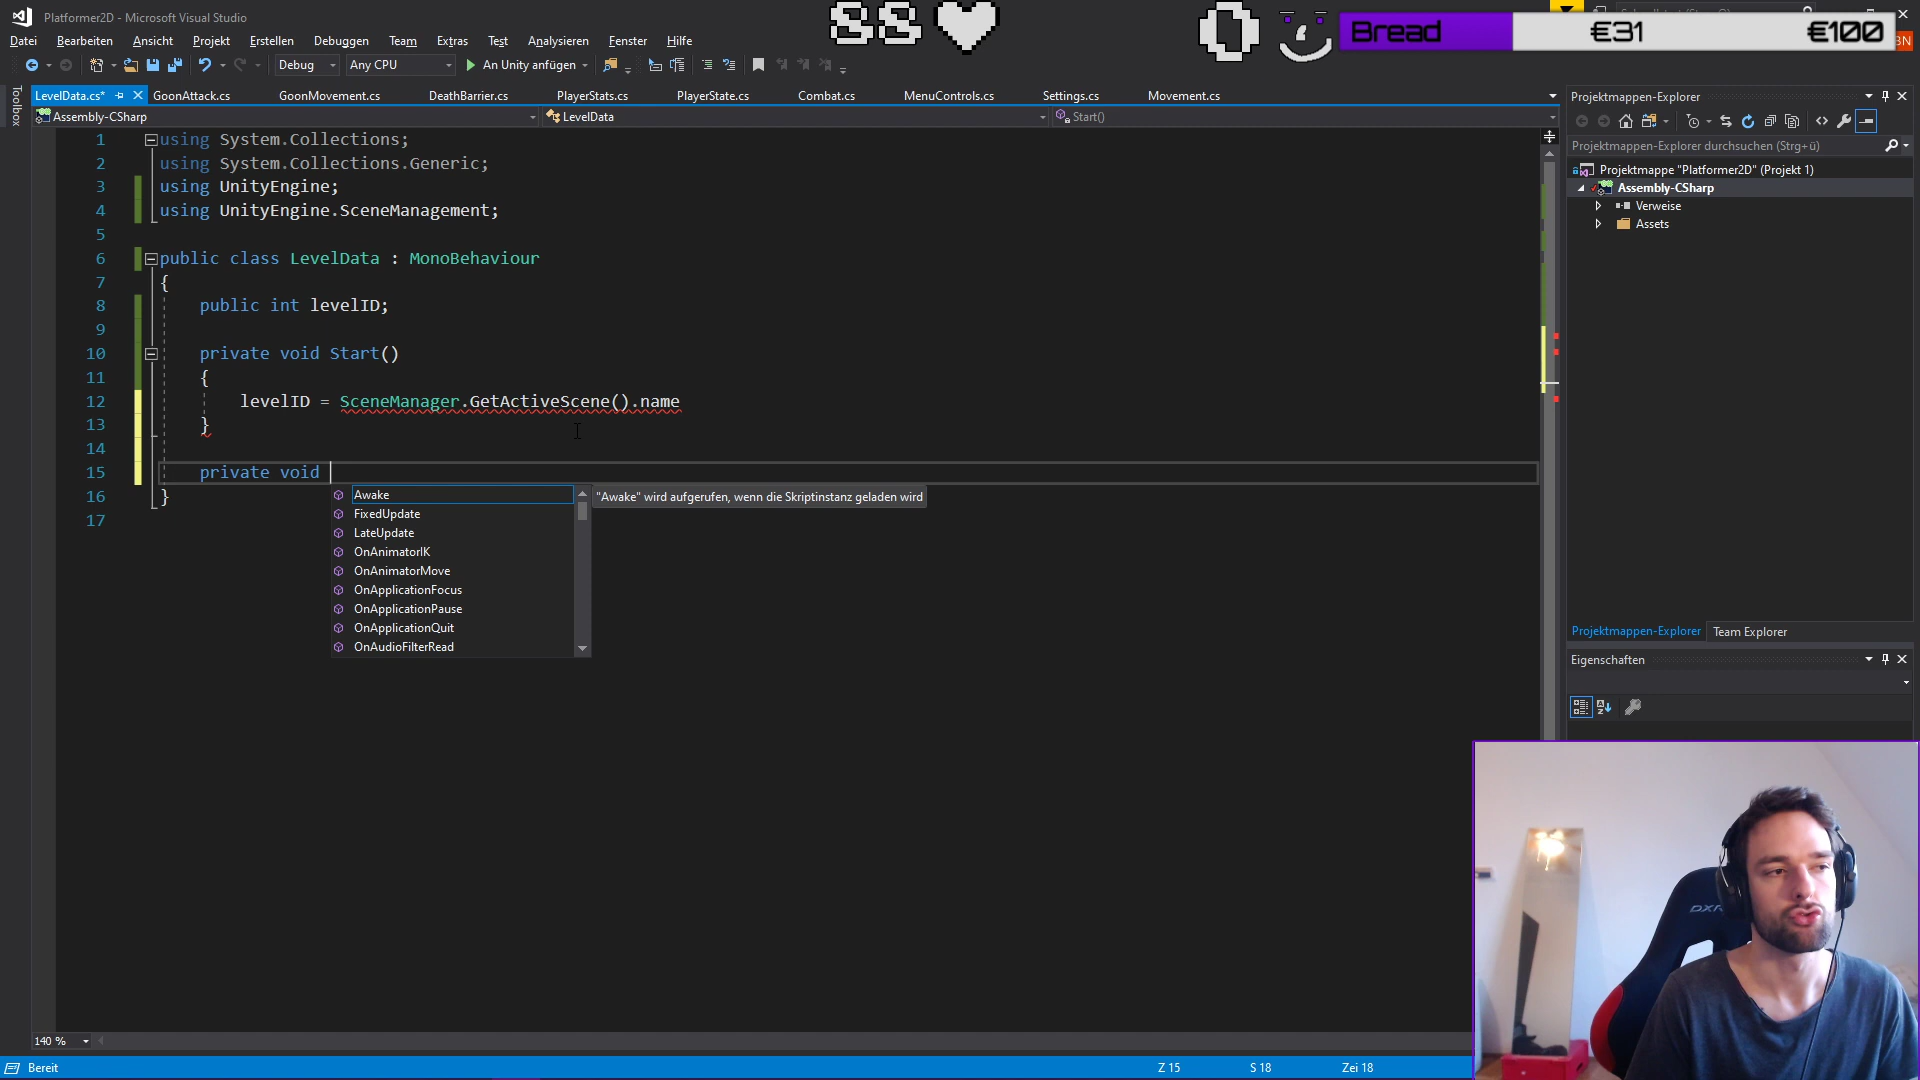 Platformer2D - Microsoft Visual Studio
88
0
Bread €31 €100
Datei Bearbeiten Ansicht Projekt Erstellen Debuggen Team Extras Test Analysieren Fenster Hilfe
Debug Any CPU An Unity anfügen
Toolbox
LevelData.cs* GoonAttack.cs GoonMovement.cs DeathBarrier.cs PlayerStats.cs PlayerState.cs Combat.cs MenuControls.cs Settings.cs Movement.cs
Assembly-CSharp LevelData Start()
1 using System.Collections;
2 using System.Collections.Generic;
3 using UnityEngine;
4 using UnityEngine.SceneManagement;
5
6 public class LevelData : MonoBehaviour
7 {
8 public int levelID;
9
10 private void Start()
11 {
12 levelID = SceneManager.GetActiveScene().name
13 }
14
15 private void
16 }
17
Awake
FixedUpdate
LateUpdate
OnAnimatorIK
OnAnimatorMove
OnApplicationFocus
OnApplicationPause
OnApplicationQuit
OnAudioFilterRead
"Awake" wird aufgerufen, wenn die Skriptinstanz geladen wird
Projektmappen-Explorer
Projektmappen-Explorer durchsuchen (Strg+ü)
Projektmappe "Platformer2D" (Projekt 1)
Assembly-CSharp
Verweise
Assets
Projektmappen-Explorer Team Explorer
Eigenschaften
DXR
140 %
Bereit Z 15 S 18 Zei 18